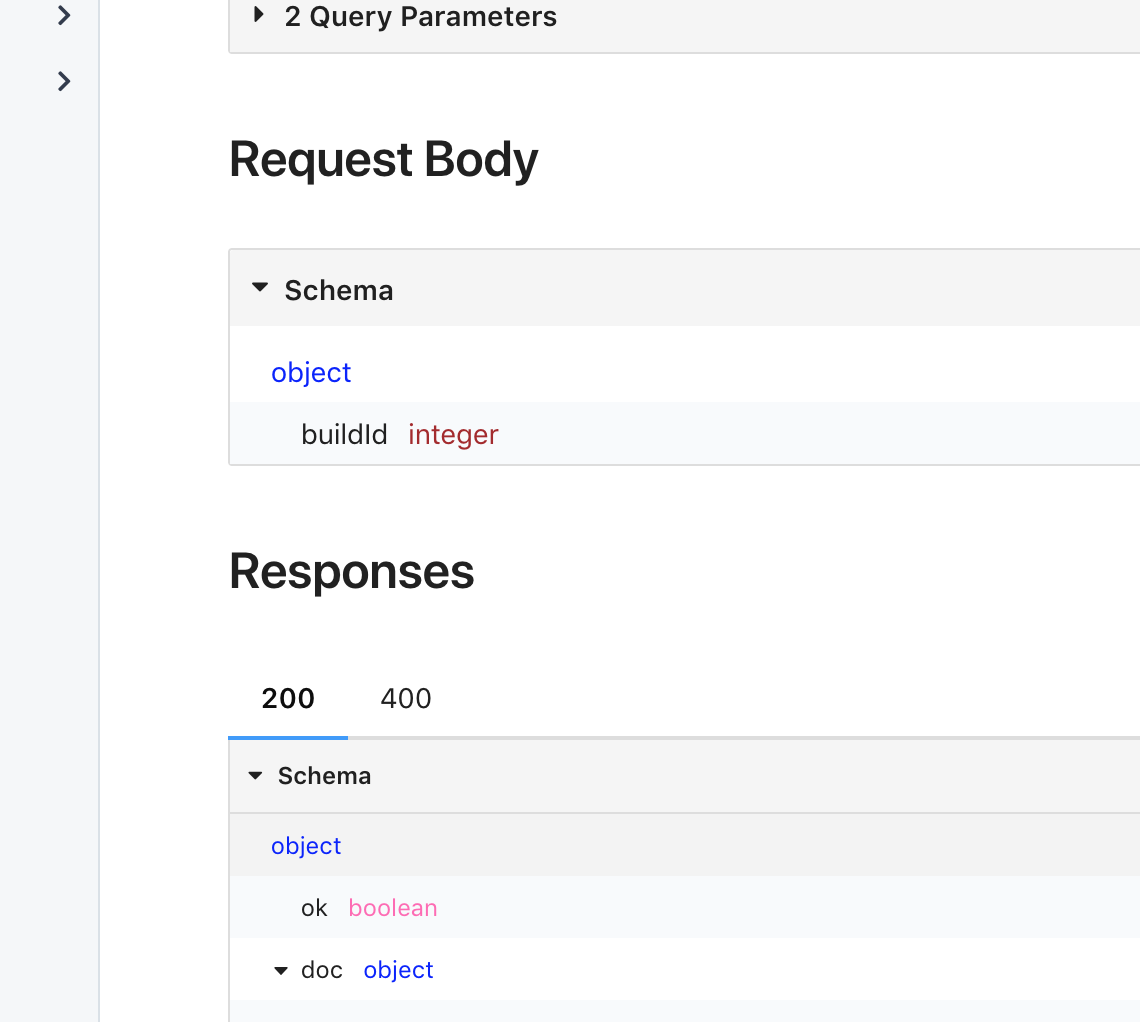 2 Query Parameters
Request Body
Schema
object
buildId integer
Responses
200 400
Schema
object
ok boolean
doc object